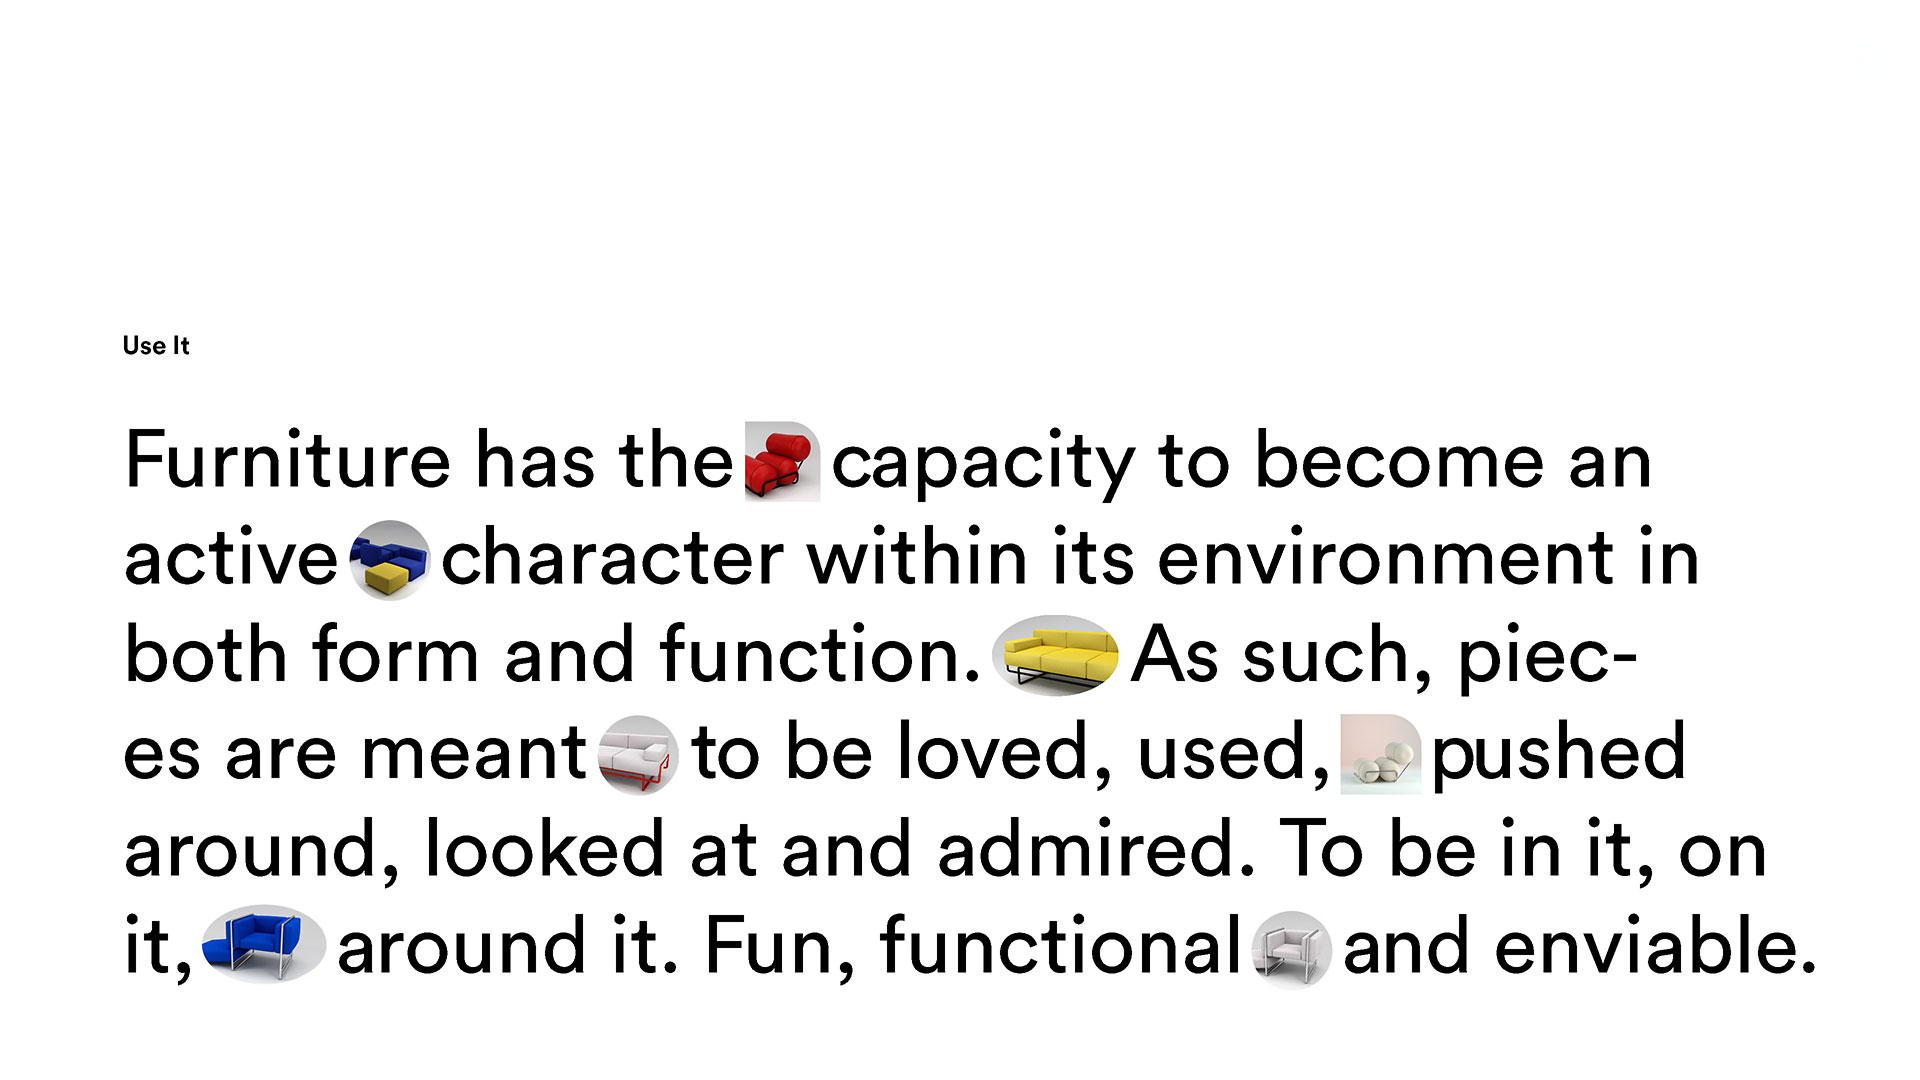 Use It
Furniture has the capacity to become an
active character within its environment in
both form and function. As such, piec-
es are meant to be loved, used, pushed
around, looked at and admired. To be in it, on
it, around it. Fun, functional and enviable.